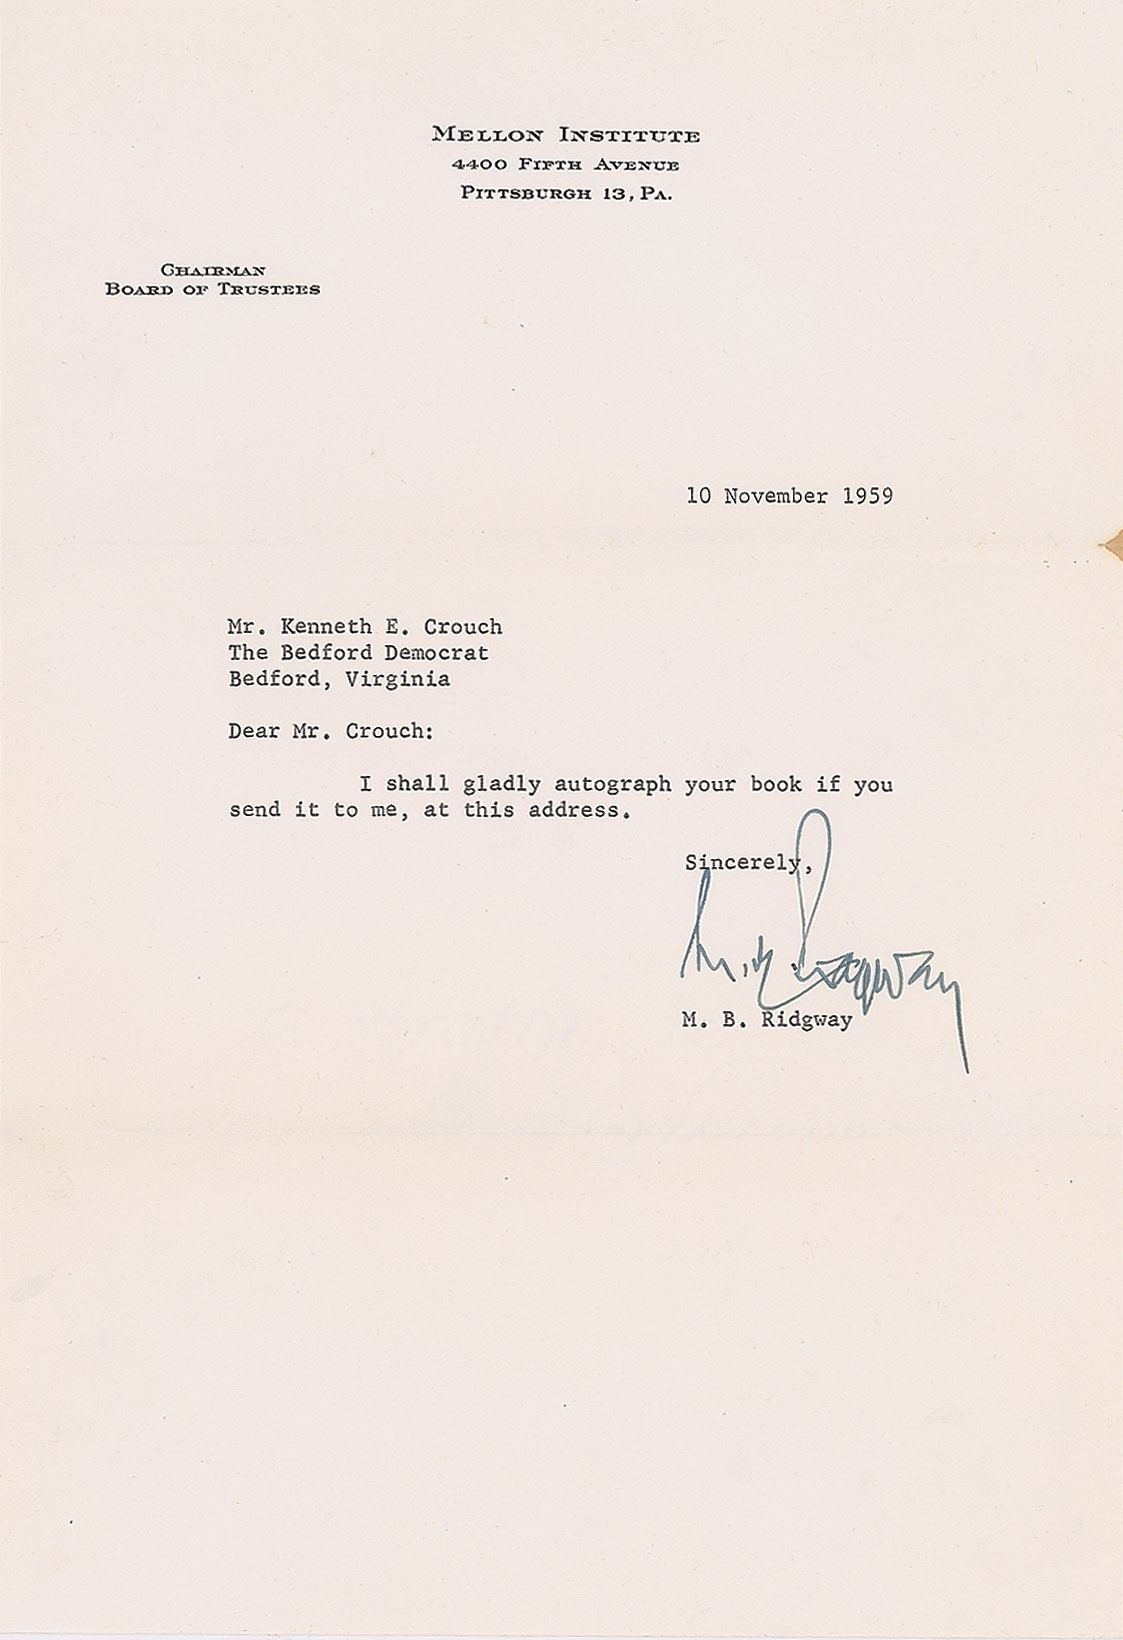 MELLON INSTITUTE
4400 FIFTH AVENUE
PITTSBURGH 13, PA.
CHAIRMAN
BOARD OF TRUSTEES
10 November 1959
Mr. Kenneth E. Crouch
The Bedford Democrat
Bedford, Virginia
Dear Mr. Crouch:
I shall gladly autograph your book if you
send it to me, at this address.
Sincerely,
M. B. Ridgway
M. B. Ridgway